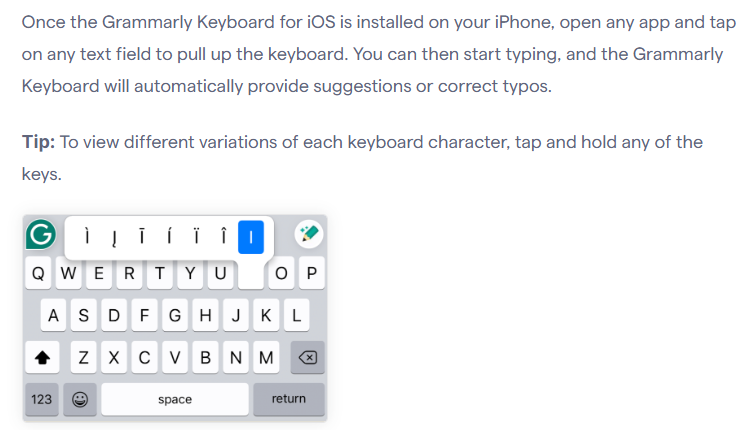 Once the Grammarly Keyboard for iOS is installed on your iPhone, open any app and tap
on any text field to pull up the keyboard. You can then start typing, and the Grammarly
Keyboard will automatically provide suggestions or correct typos.
Tip: To view different variations of each keyboard character, tap and hold any of the
keys.
G Ì Į Ī Í Ï Î I
Q W E R T Y U O P
A S D F G H J K L
Z X C V B N M
123 space return